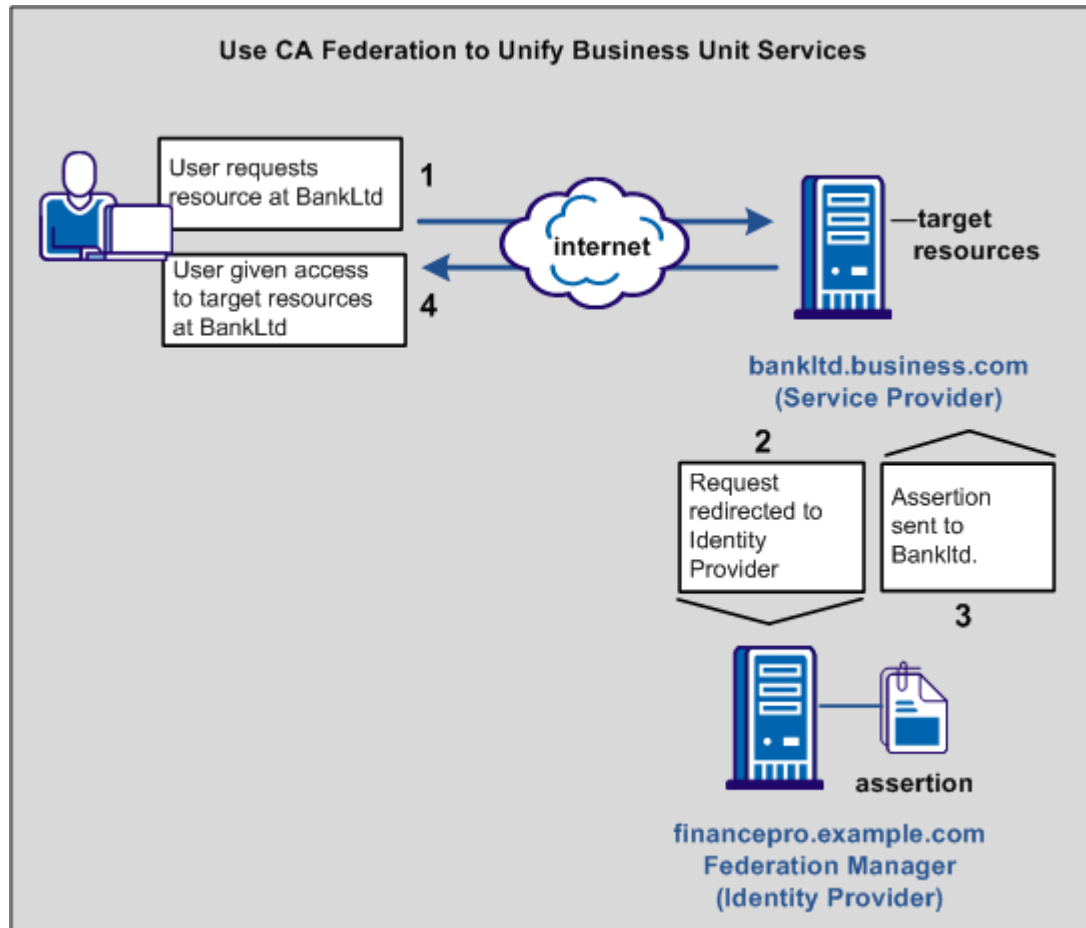 Use CA Federation to Unify Business Unit Services
User requests
resource at BankLtd
1
User given access
to target resources
at BankLtd
4
internet
target
resources
bankltd.business.com
(Service Provider)
2
Request
redirected to
Identity
Provider
Assertion
sent to
Bankltd.
3
assertion
financepro.example.com
Federation Manager
(Identity Provider)